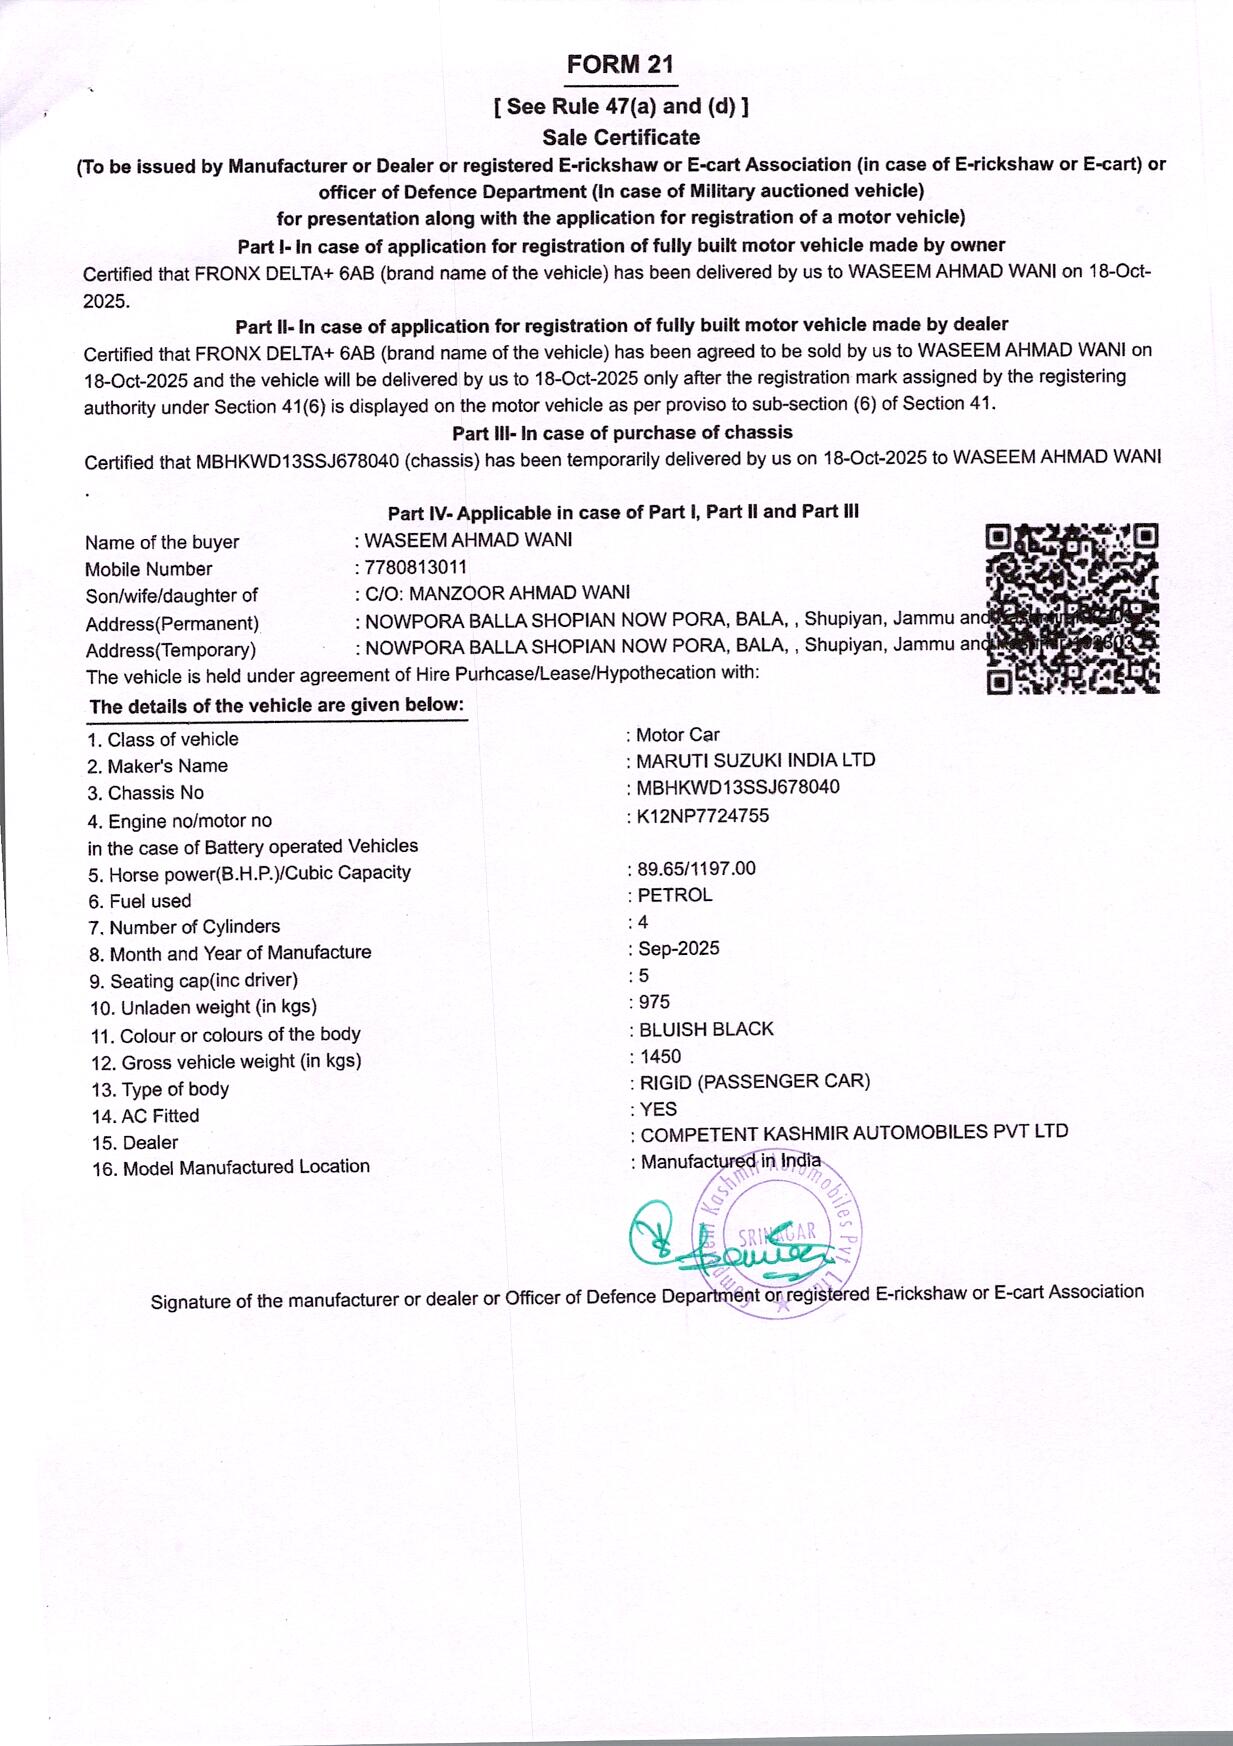 FORM 21
[ See Rule 47(a) and (d) ]
Sale Certificate
(To be issued by Manufacturer or Dealer or registered E-rickshaw or E-cart Association (in case of E-rickshaw or E-cart) or
officer of Defence Department (In case of Military auctioned vehicle)
for presentation along with the application for registration of a motor vehicle)
Part I- In case of application for registration of fully built motor vehicle made by owner
Certified that FRONX DELTA+ 6AB (brand name of the vehicle) has been delivered by us to WASEEM AHMAD WANI on 18-Oct-
2025.
Part II- In case of application for registration of fully built motor vehicle made by dealer
Certified that FRONX DELTA+ 6AB (brand name of the vehicle) has been agreed to be sold by us to WASEEM AHMAD WANI on
18-Oct-2025 and the vehicle will be delivered by us to 18-Oct-2025 only after the registration mark assigned by the registering
authority under Section 41(6) is displayed on the motor vehicle as per proviso to sub-section (6) of Section 41.
Part III- In case of purchase of chassis
Certified that MBHKWD13SSJ678040 (chassis) has been temporarily delivered by us on 18-Oct-2025 to WASEEM AHMAD WANI
.
Part IV- Applicable in case of Part I, Part II and Part III
Name of the buyer : WASEEM AHMAD WANI
Mobile Number : 7780813011
Son/wife/daughter of : C/O: MANZOOR AHMAD WANI
Address(Permanent) : NOWPORA BALLA SHOPIAN NOW PORA, BALA, , Shupiyan, Jammu and
Address(Temporary) : NOWPORA BALLA SHOPIAN NOW PORA, BALA, , Shupiyan, Jammu and
The vehicle is held under agreement of Hire Purhcase/Lease/Hypothecation with:
The details of the vehicle are given below:
1. Class of vehicle : Motor Car
2. Maker's Name : MARUTI SUZUKI INDIA LTD
3. Chassis No : MBHKWD13SSJ678040
4. Engine no/motor no : K12NP7724755
in the case of Battery operated Vehicles
5. Horse power(B.H.P.)/Cubic Capacity : 89.65/1197.00
6. Fuel used : PETROL
7. Number of Cylinders : 4
8. Month and Year of Manufacture : Sep-2025
9. Seating cap(inc driver) : 5
10. Unladen weight (in kgs) : 975
11. Colour or colours of the body : BLUISH BLACK
12. Gross vehicle weight (in kgs) : 1450
13. Type of body : RIGID (PASSENGER CAR)
14. AC Fitted : YES
15. Dealer : COMPETENT KASHMIR AUTOMOBILES PVT LTD
16. Model Manufactured Location : Manufactured in India
Competent Kashmir Automobiles Pvt Ltd.
SRINAGAR
Signature of the manufacturer or dealer or Officer of Defence Department or registered E-rickshaw or E-cart Association